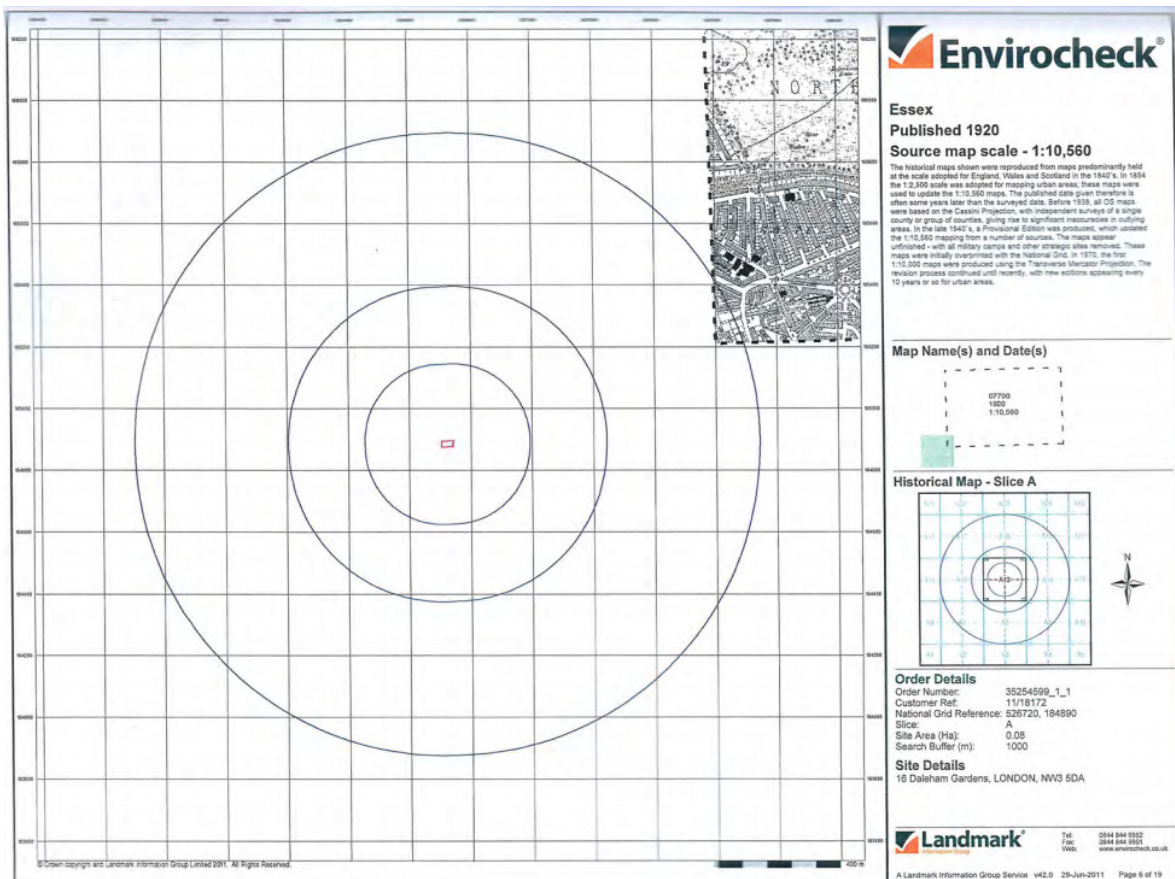 Envirocheck®
Essex
Published 1920
Source map scale - 1:10,560
The historical maps shown were reproduced from maps predominantly held
at the scale adopted for England, Wales and Scotland in the 1840's. In 1854
the 1:2,500 scale was adopted for mapping urban areas; these maps were
used to update the 1:10,560 maps. The published date given therefore is
often some years later than the surveyed date. Before 1938, all OS maps
were based on the Cassini Projection, with independent surveys of a single
county or group of counties, giving rise to significant inaccuracies in outlying
areas. In the late 1940's, a Provisional Edition was produced, which updated
the 1:10,560 mapping from a number of sources. The maps appear
unfinished - with all military camps and other strategic sites removed. These
maps were initially overprinted with the National Grid. In 1970, the first
1:10,000 maps were produced using the Transverse Mercator Projection. The
revision process continued until recently, with new editions appearing every
10 years or so for urban areas.
NORTH
Map Name(s) and Date(s)
07700
1920
1:10,560
Historical Map - Slice A
N
Order Details
Order Number: 35254599_1_1
Customer Ref: 11/18172
National Grid Reference: 526720, 184890
Slice: A
Site Area (Ha): 0.08
Search Buffer (m): 1000
Site Details
16 Daleham Gardens, LONDON, NW3 5DA
Landmark®
Information Group
Tel: 0844 844 9952
Fax: 0844 844 9951
Web: www.envirocheck.co.uk
© Crown copyright and Landmark Information Group Limited 2011. All Rights Reserved.
400 m
A Landmark Information Group Service v42.0 29-Jun-2011 Page 6 of 19